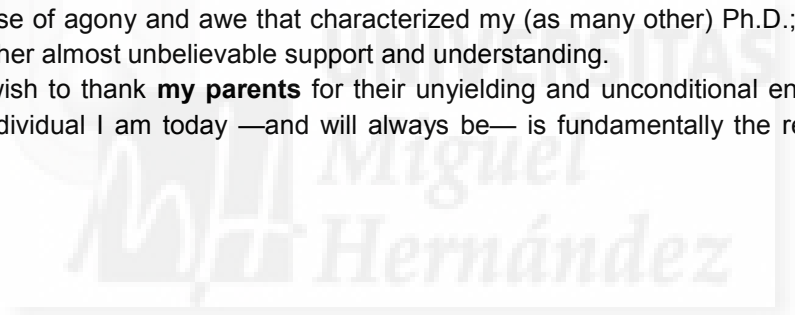 se of agony and awe that characterized my (as many other) Ph.D.;
her almost unbelievable support and understanding.
wish to thank my parents for their unyielding and unconditional en
dividual I am today —and will always be— is fundamentally the re
UNIVERSITAS
Miguel
Hernández